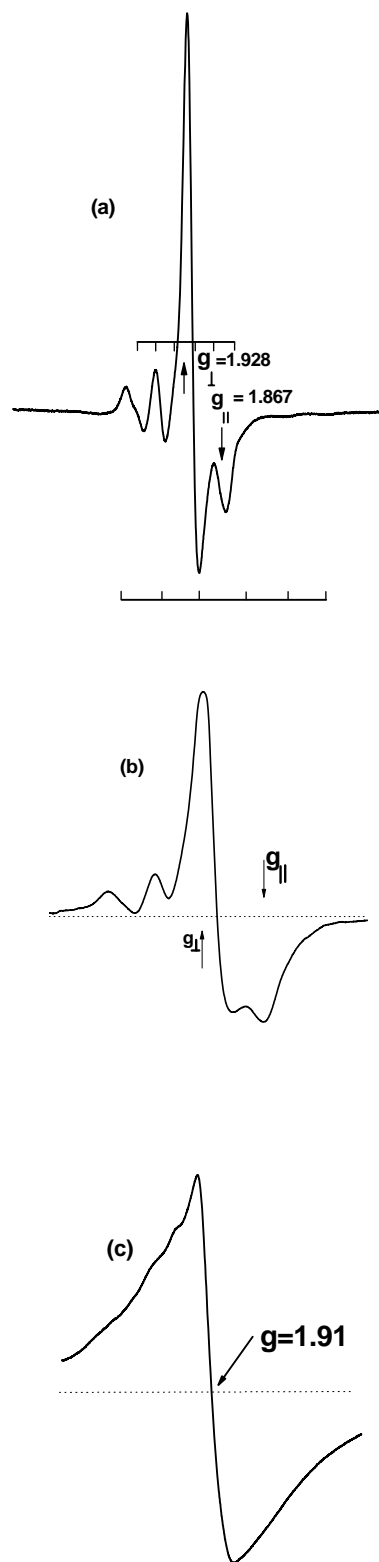 (a)
g⊥=1.928
g|| = 1.867
(b)
g||
g⊥
(c)
g=1.91